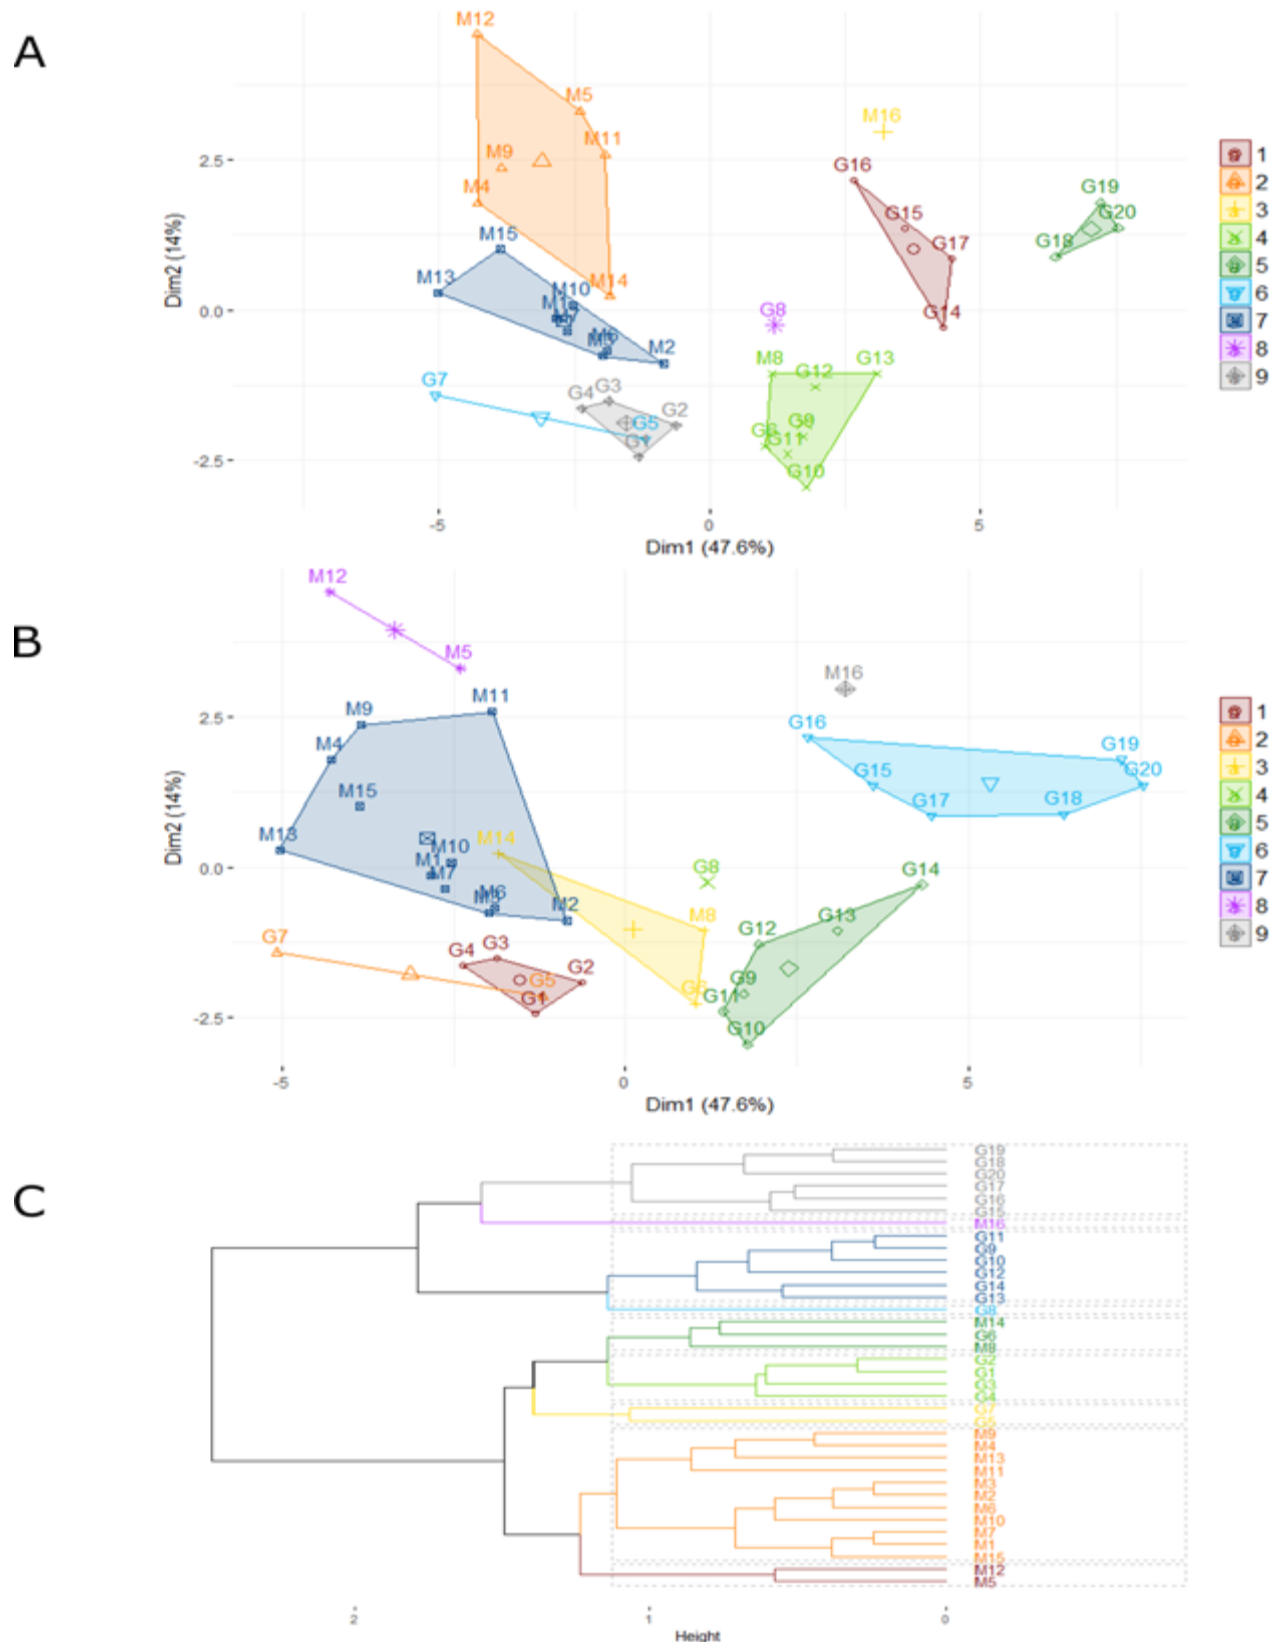 A
M12
M5
M11
M9
M4
M16
G16
G15
G17
G14
G19
G20
G18
M15
M13
M10
M14
M2
G8
M8
G12
G13
G9
G11
G10
G7
G4
G3
G2
G5
2.5
0.0
-2.5
Dim2 (14%)
-5
0
5
Dim1 (47.6%)
1
2
3
4
5
6
7
8
9
B
M12
M5
M16
M9
M11
M4
M15
M13
M14
M10
M1
M7
M6
M2
G16
G19
G20
G15
G17
G18
G8
G14
M8
G12
G13
G9
G11
G10
G7
G4
G3
G2
G5
G1
2.5
0.0
-2.5
Dim2 (14%)
-5
0
5
Dim1 (47.6%)
1
2
3
4
5
6
7
8
9
C
G19
G18
G20
G17
G16
G15
M16
G11
G9
G10
G12
G14
G13
G8
M14
G6
M8
G2
G1
G3
G4
G7
G5
M9
M4
M13
M11
M3
M2
M6
M10
M7
M1
M15
M12
M5
2
1
0
Height